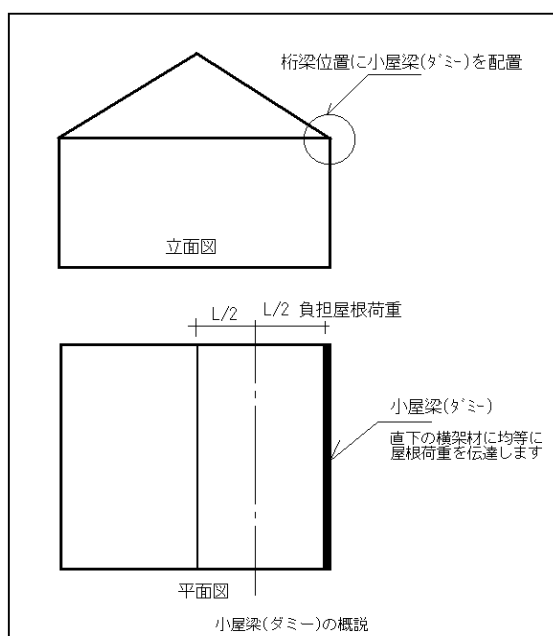 桁梁位置に小屋梁(ﾀﾞﾐｰ)を配置
立面図
L/2
L/2 負担屋根荷重
小屋梁(ﾀﾞﾐｰ)
直下の横架材に均等に
屋根荷重を伝達します
平面図
小屋梁(ダミー)の概説